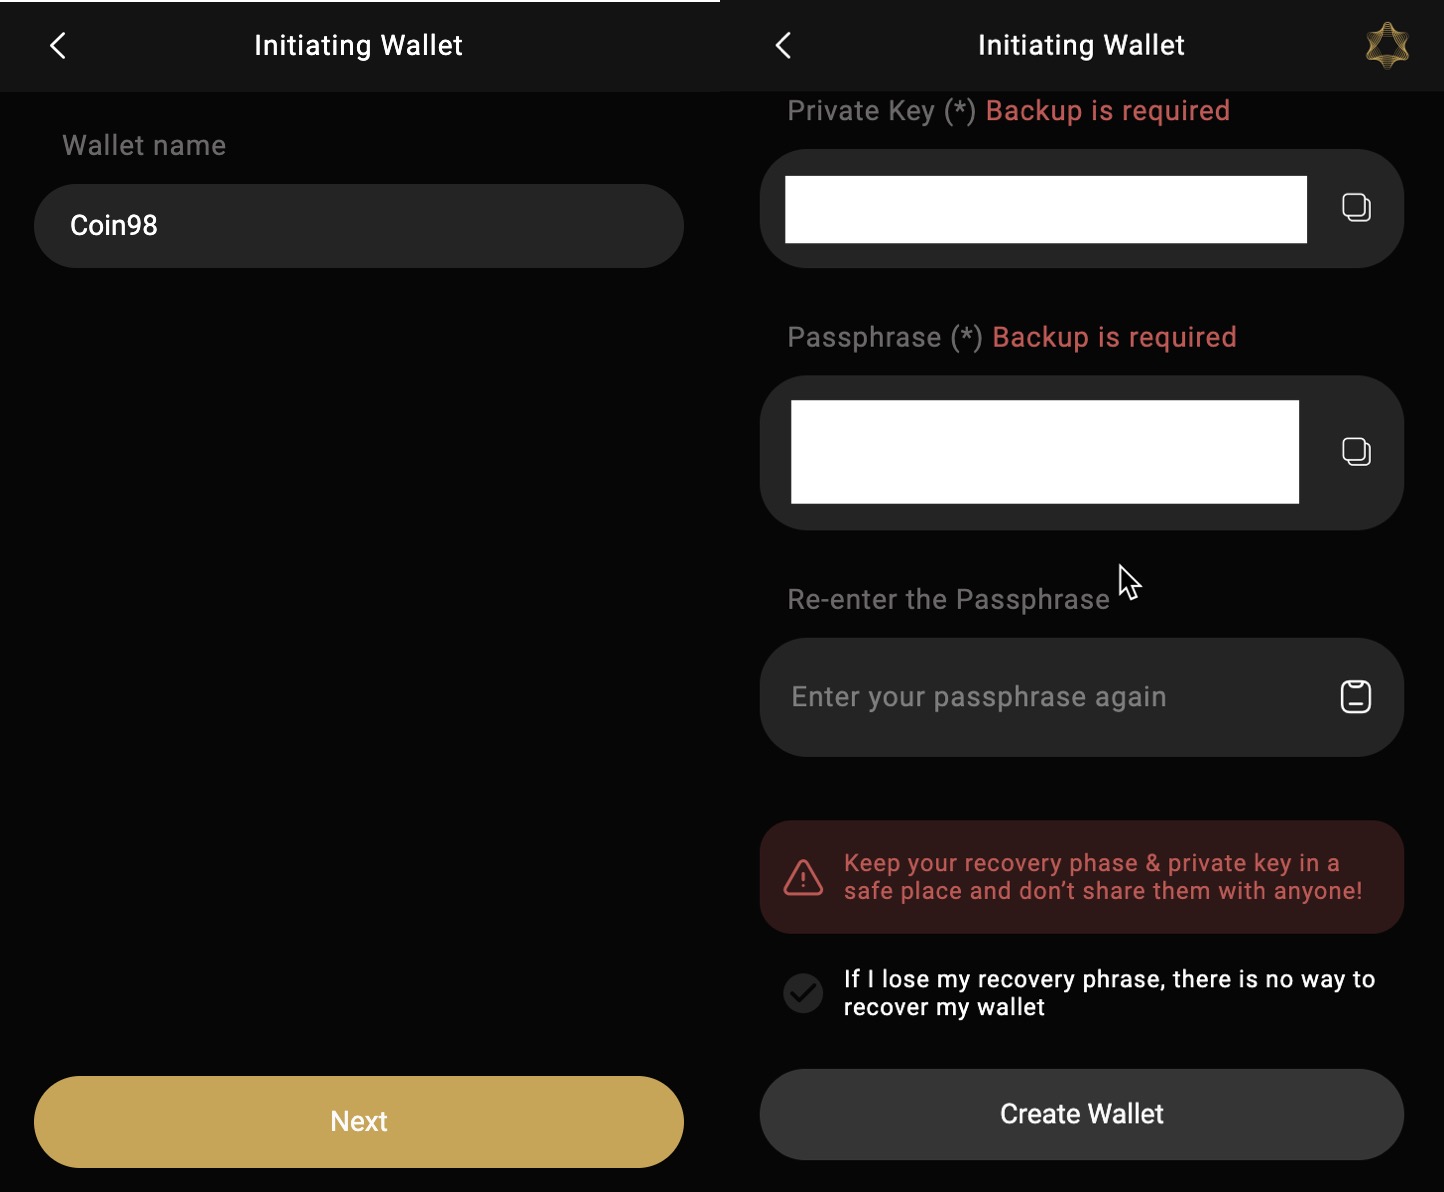 Initiating Wallet
Wallet name
Coin98
Next
Initiating Wallet
Private Key (*) Backup is required
Passphrase (*) Backup is required
Re-enter the Passphrase
Enter your passphrase again
Keep your recovery phase & private key in a
safe place and don't share them with anyone!
If I lose my recovery phrase, there is no way to
recover my wallet
Create Wallet